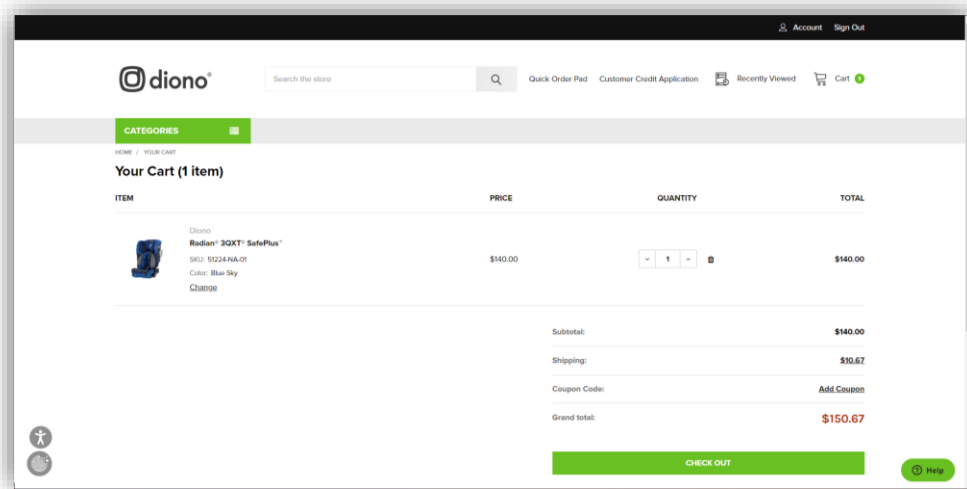 Account Sign Out
diono®
Search the store
Quick Order Pad Customer Credit Application Recently Viewed Cart 1
CATEGORIES
HOME / YOUR CART
Your Cart (1 item)
ITEM PRICE QUANTITY TOTAL
Diono
Radian® 3QXT® SafePlus™
SKU: 51224-NA-01
Color: Blue Sky
Change
$140.00 1 $140.00
Subtotal: $140.00
Shipping: $10.67
Coupon Code: Add Coupon
Grand total: $150.67
CHECK OUT
Help